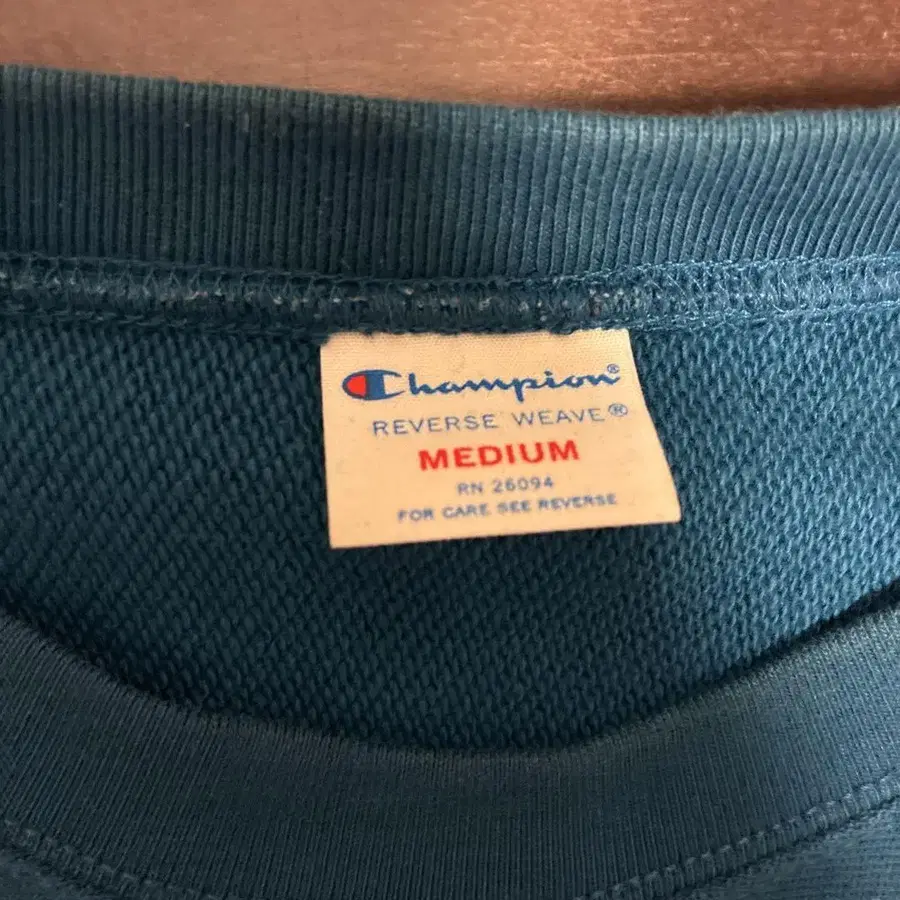 Champion®
REVERSE WEAVE®
MEDIUM
RN 26094
FOR CARE SEE REVERSE